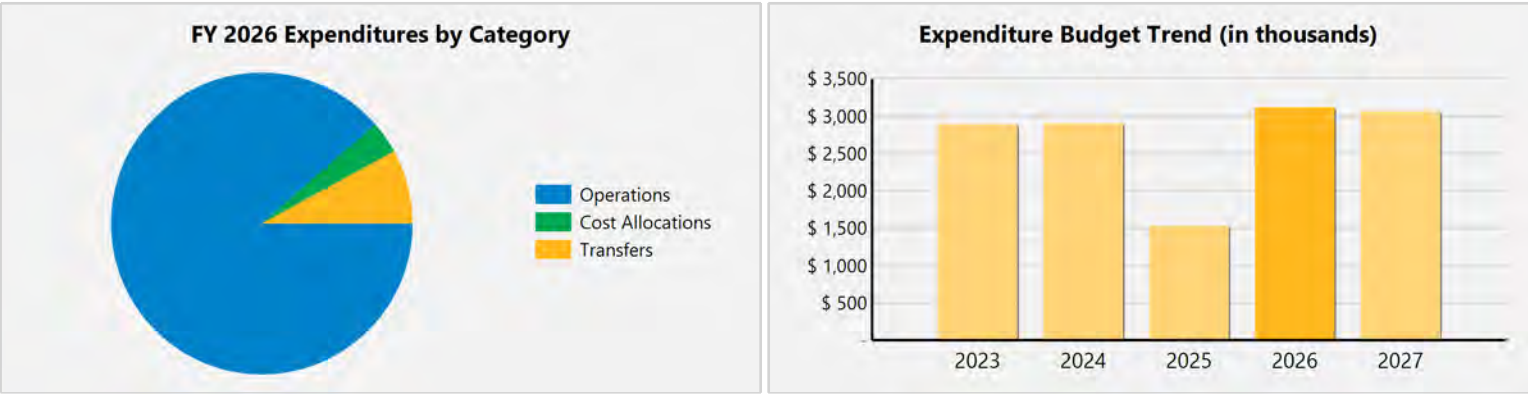 FY 2026 Expenditures by Category
Operations
Cost Allocations
Transfers
Expenditure Budget Trend (in thousands)
$ 3,500
$ 3,000
$ 2,500
$ 2,000
$ 1,500
$ 1,000
$ 500
-
2023 2024 2025 2026 2027